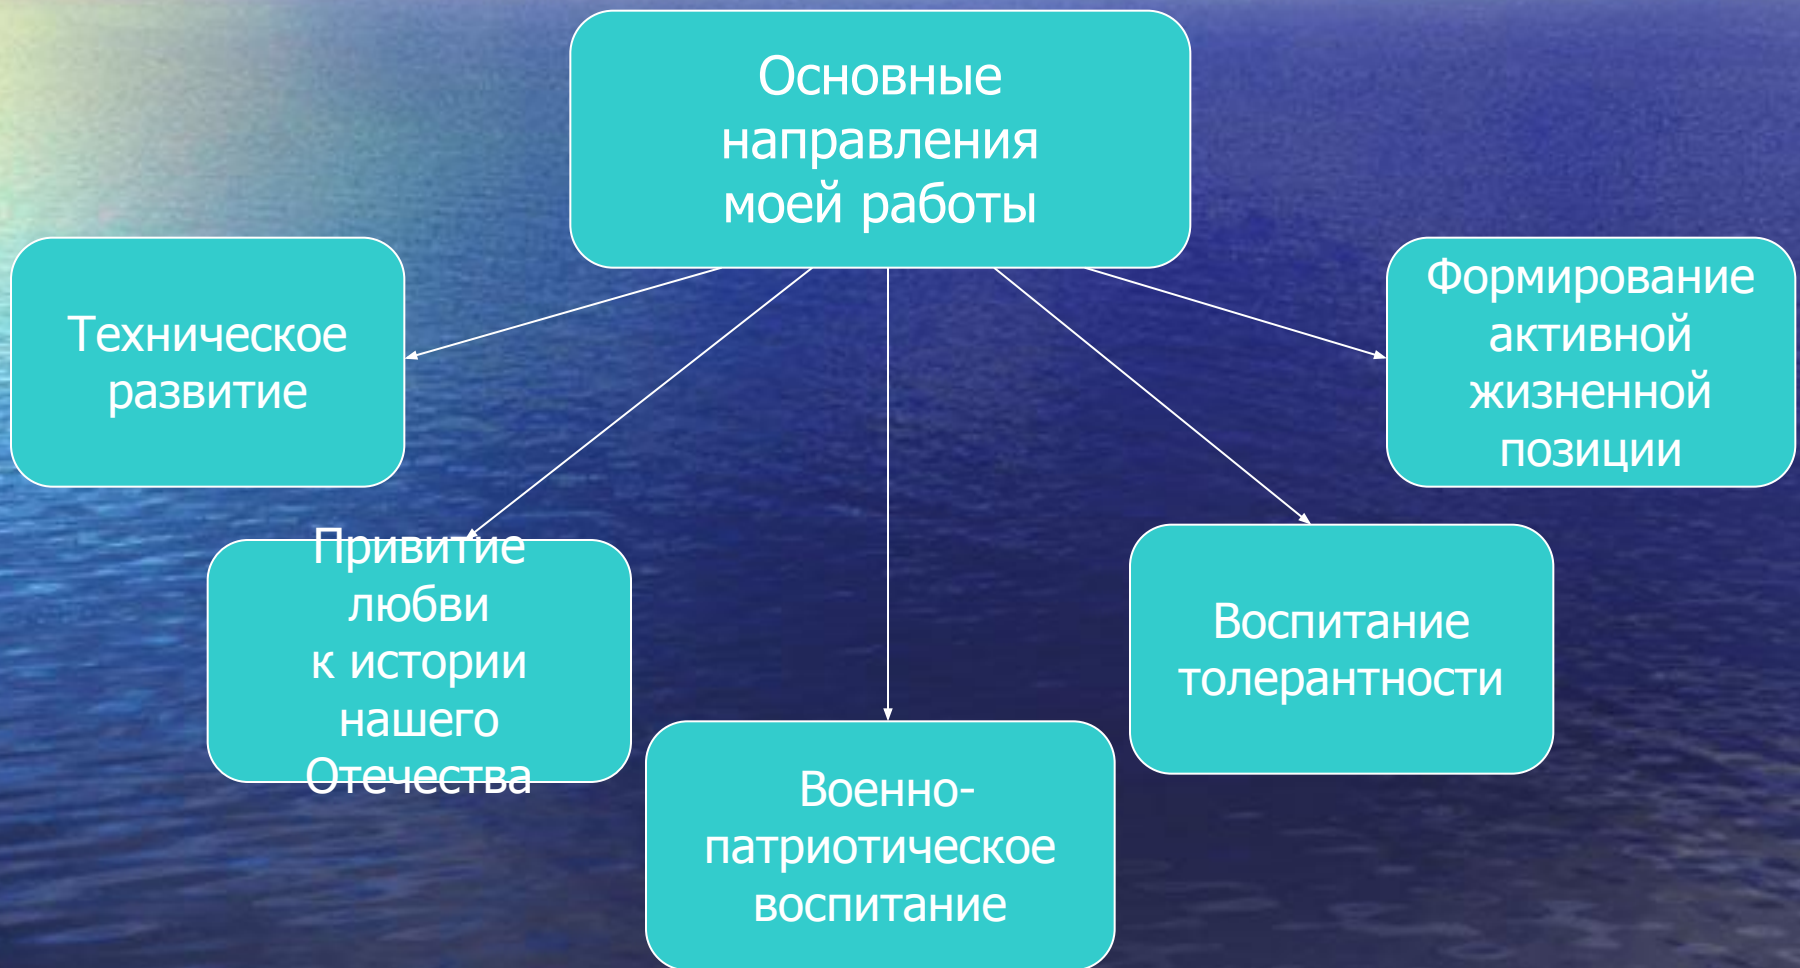 Основные
направления
моей работы
Техническое
развитие
Формирование
активной
жизненной
позиции
Привитие
любви
к истории
нашего
Отечества
Воспитание
толерантности
Военно-
патриотическое
воспитание